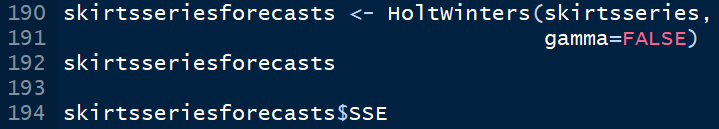 190 skirtsseriesforecasts <- HoltWinters(skirtsseries,
191                                      gamma=FALSE)
192 skirtsseriesforecasts
193
194 skirtsseriesforecasts$SSE